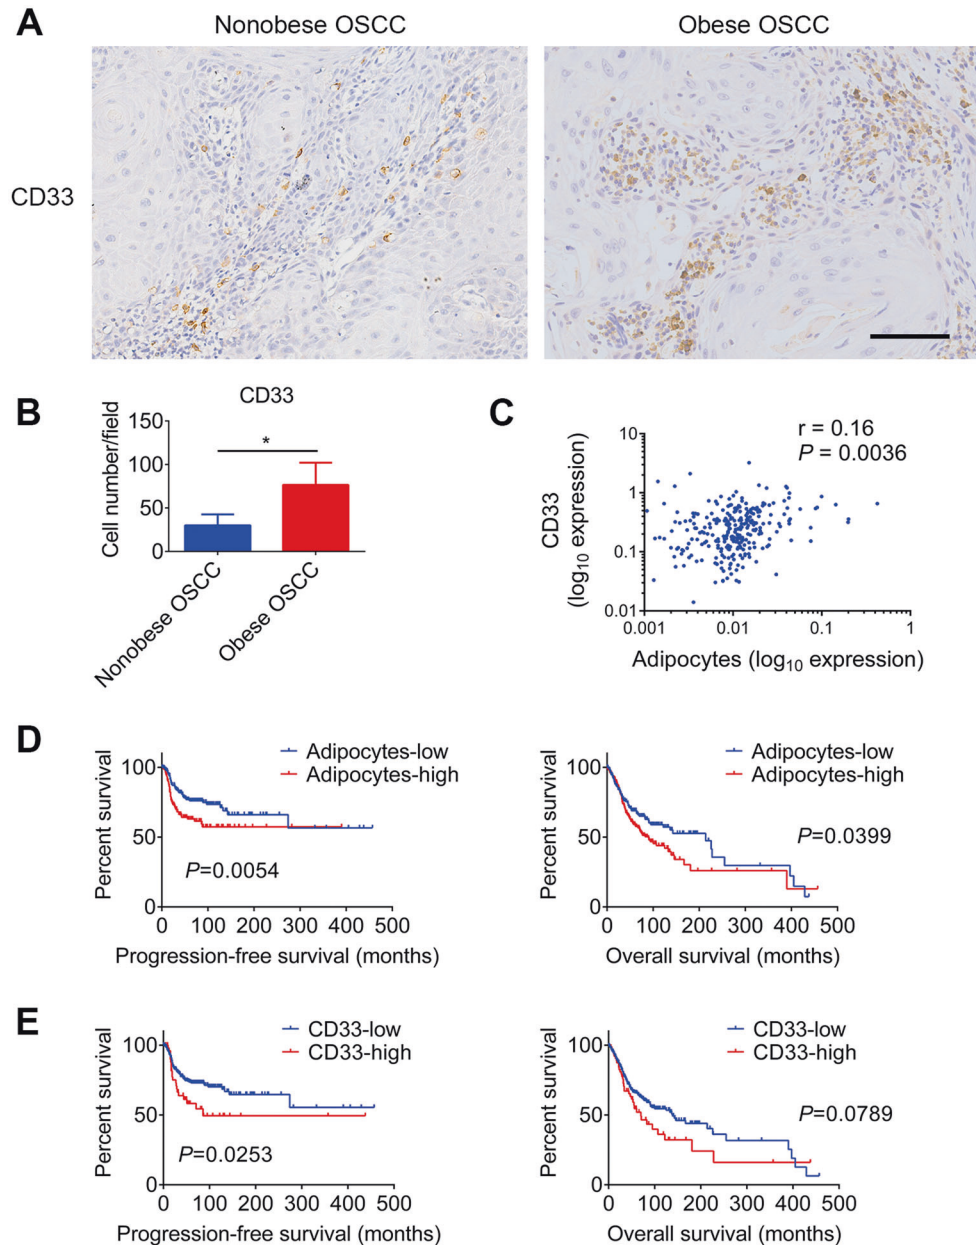 A
Nonobese OSCC
Obese OSCC
CD33
B
CD33
Cell number/field
150
100
50
0
*
Nonobese OSCC
Obese OSCC
C
r = 0.16
P = 0.0036
CD33
(log10 expression)
10
1
0.1
0.01
0.001
0.01
0.1
1
Adipocytes (log10 expression)
D
Percent survival
100
50
0
Adipocytes-low
Adipocytes-high
P=0.0054
0 100 200 300 400 500
Progression-free survival (months)
Percent survival
100
50
0
Adipocytes-low
Adipocytes-high
P=0.0399
0 100 200 300 400 500
Overall survival (months)
E
Percent survival
100
50
0
CD33-low
CD33-high
P=0.0253
0 100 200 300 400 500
Progression-free survival (months)
Percent survival
100
50
0
CD33-low
CD33-high
P=0.0789
0 100 200 300 400 500
Overall survival (months)